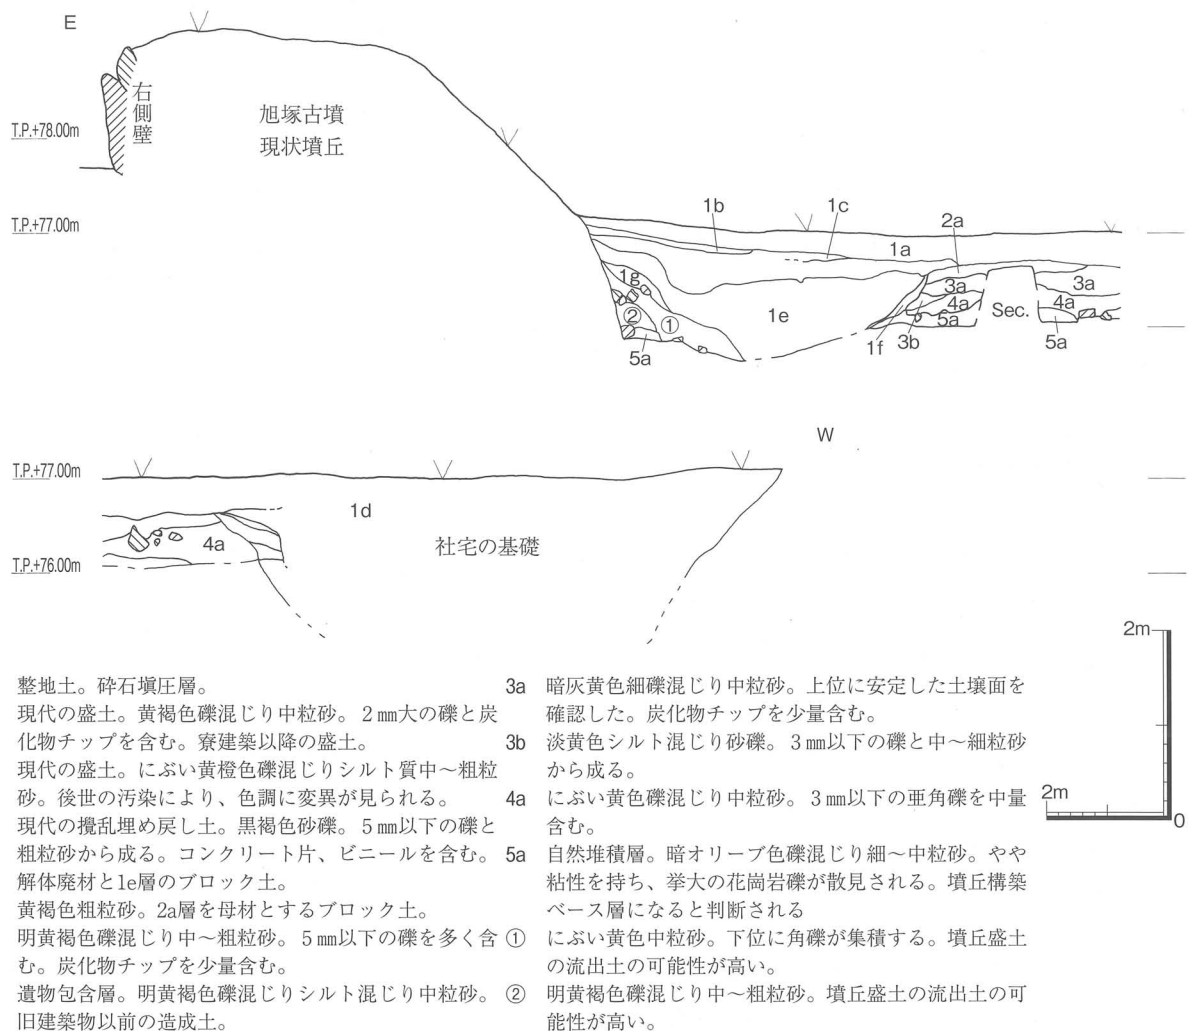 E
右側壁
旭塚古墳
現状墳丘
T.P.+78.00m
T.P.+77.00m
1b
1c
2a
1a
1g
3a
3a
②
①
1e
4a
Sec.
4a
5a
5a
1f
3b
5a
W
T.P.+77.00m
1d
4a
社宅の基礎
T.P.+76.00m
2m
2m
0
整地土。砕石塡圧層。
現代の盛土。黄褐色礫混じり中粒砂。2㎜大の礫と炭
化物チップを含む。寮建築以降の盛土。
現代の盛土。にぶい黄橙色礫混じりシルト質中～粗粒
砂。後世の汚染により、色調に変異が見られる。
現代の攪乱埋め戻し土。黒褐色砂礫。5㎜以下の礫と
粗粒砂から成る。コンクリート片、ビニールを含む。
解体廃材と1e層のブロック土。
黄褐色粗粒砂。2a層を母材とするブロック土。
明黄褐色礫混じり中～粗粒砂。5㎜以下の礫を多く含
む。炭化物チップを少量含む。
遺物包含層。明黄褐色礫混じりシルト混じり中粒砂。
旧建築物以前の造成土。
3a 暗灰黄色細礫混じり中粒砂。上位に安定した土壌面を
確認した。炭化物チップを少量含む。
3b 淡黄色シルト混じり砂礫。3㎜以下の礫と中～細粒砂
から成る。
4a にぶい黄色礫混じり中粒砂。3㎜以下の亜角礫を中量
含む。
5a 自然堆積層。暗オリーブ色礫混じり細～中粒砂。やや
粘性を持ち、挙大の花崗岩礫が散見される。墳丘構築
ベース層になると判断される
① にぶい黄色中粒砂。下位に角礫が集積する。墳丘盛土
の流出土の可能性が高い。
② 明黄褐色礫混じり中～粗粒砂。墳丘盛土の流出土の可
能性が高い。